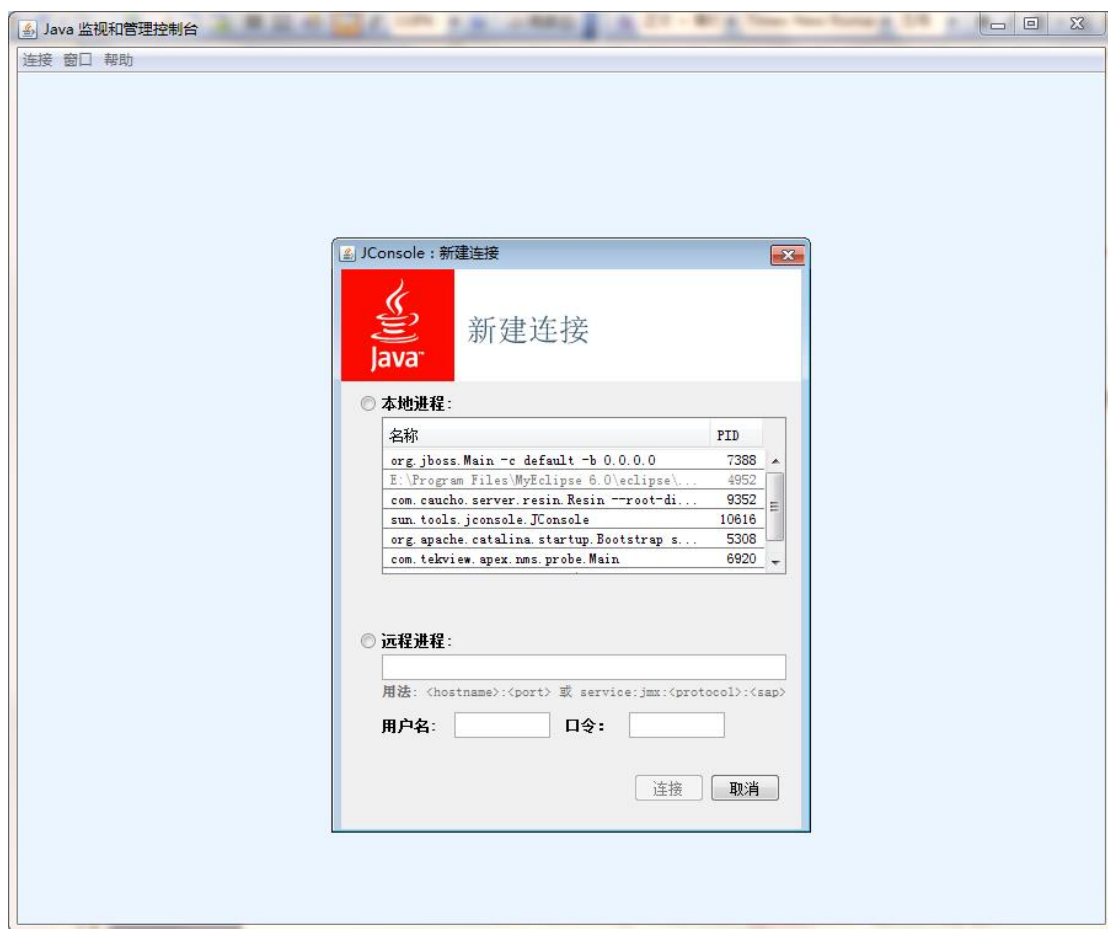 Java 监视和管理控制台
连接 窗口 帮助
JConsole：新建连接
Java™
新建连接
本地进程:
名称 PID
org.jboss.Main -c default -b 0.0.0.0 7388
E:\Program Files\MyEclipse 6.0\eclipse\... 4952
com.caucho.server.resin.Resin --root-di... 9352
sun.tools.jconsole.JConsole 10616
org.apache.catalina.startup.Bootstrap s... 5308
com.tekview.apex.nms.probe.Main 6920
远程进程:
用法: <hostname>:<port> 或 service:jmx:<protocol>:<sap>
用户名: 口令:
连接 取消